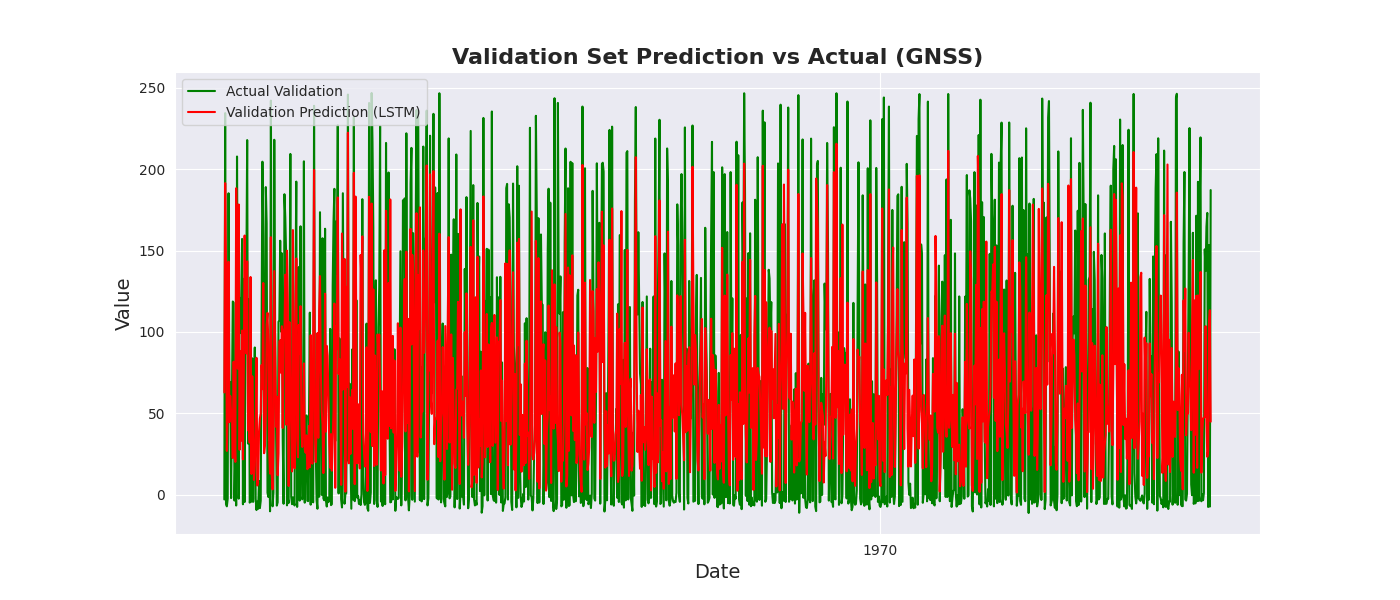 Validation Set Prediction vs Actual (GNSS)
Actual Validation
Validation Prediction (LSTM)
250
200
150
100
50
0
Value
1970
Date